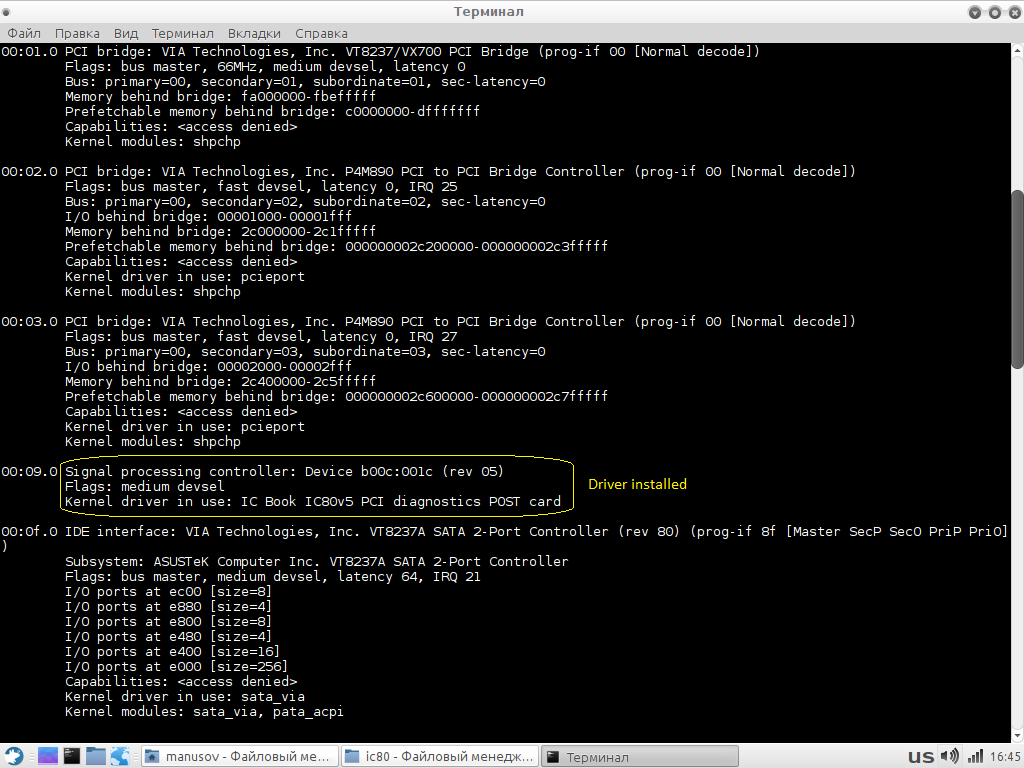 Терминал
Файл Правка Вид Терминал Вкладки Справка
00:01.0 PCI bridge: VIA Technologies, Inc. VT8237/VX700 PCI Bridge (prog-if 00 [Normal decode])
Flags: bus master, 66MHz, medium devsel, latency 0
Bus: primary=00, secondary=01, subordinate=01, sec-latency=0
Memory behind bridge: fa000000-fbefffff
Prefetchable memory behind bridge: c0000000-dfffffff
Capabilities: <access denied>
Kernel modules: shpchp
00:02.0 PCI bridge: VIA Technologies, Inc. P4M890 PCI to PCI Bridge Controller (prog-if 00 [Normal decode])
Flags: bus master, fast devsel, latency 0, IRQ 25
Bus: primary=00, secondary=02, subordinate=02, sec-latency=0
I/O behind bridge: 00001000-00001fff
Memory behind bridge: 2c000000-2c1fffff
Prefetchable memory behind bridge: 000000002c200000-000000002c3fffff
Capabilities: <access denied>
Kernel driver in use: pcieport
Kernel modules: shpchp
00:03.0 PCI bridge: VIA Technologies, Inc. P4M890 PCI to PCI Bridge Controller (prog-if 00 [Normal decode])
Flags: bus master, fast devsel, latency 0, IRQ 27
Bus: primary=00, secondary=03, subordinate=03, sec-latency=0
I/O behind bridge: 00002000-00002fff
Memory behind bridge: 2c400000-2c5fffff
Prefetchable memory behind bridge: 000000002c600000-000000002c7fffff
Capabilities: <access denied>
Kernel driver in use: pcieport
Kernel modules: shpchp
00:09.0 Signal processing controller: Device b00c:001c (rev 05)
Flags: medium devsel
Kernel driver in use: IC Book IC80v5 PCI diagnostics POST card
Driver installed
00:0f.0 IDE interface: VIA Technologies, Inc. VT8237A SATA 2-Port Controller (rev 80) (prog-if 8f [Master SecP SecO PriP PriO]
)
Subsystem: ASUSTeK Computer Inc. VT8237A SATA 2-Port Controller
Flags: bus master, medium devsel, latency 64, IRQ 21
I/O ports at ec00 [size=8]
I/O ports at e880 [size=4]
I/O ports at e800 [size=8]
I/O ports at e480 [size=4]
I/O ports at e400 [size=16]
I/O ports at e000 [size=256]
Capabilities: <access denied>
Kernel driver in use: sata_via
Kernel modules: sata_via, pata_acpi
manusov - Файловый ме... ic80 - Файловый менедж... Терминал us 16:45